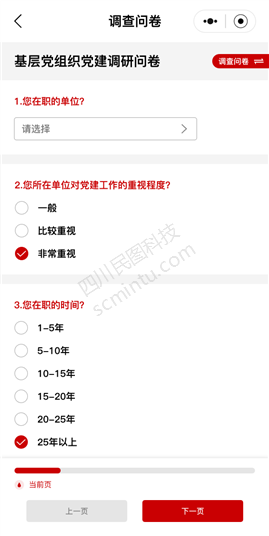 调查问卷
基层党组织党建调研问卷
调查问卷
1.您在职的单位?
请选择
2.您所在单位对党建工作的重视程度?
一般
比较重视
非常重视
3.您在职的时间?
1-5年
5-10年
10-15年
15-20年
20-25年
25年以上
四川民图科技
scmintu.com
当前页
上一页
下一页